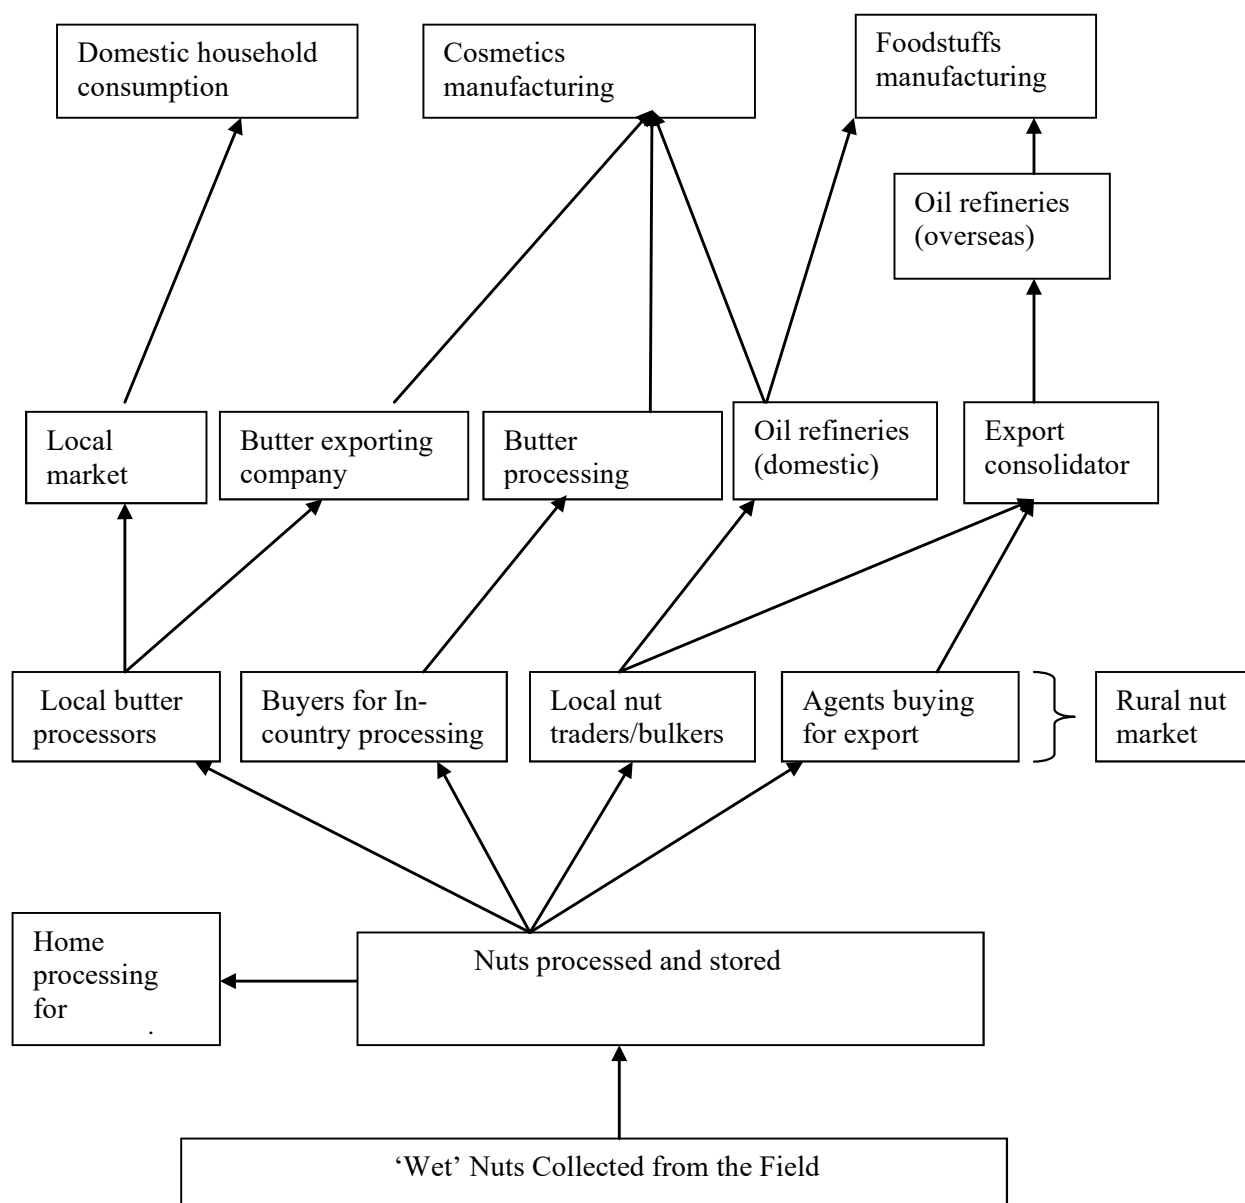 Domestic household
consumption
Cosmetics
manufacturing
Foodstuffs
manufacturing
Oil refineries
(overseas)
Local
market
Butter exporting
company
Butter
processing
Oil refineries
(domestic)
Export
consolidator
Local butter
processors
Buyers for In-
country processing
Local nut
traders/bulkers
Agents buying
for export
Rural nut
market
Home
processing
for
Nuts processed and stored
‘Wet’ Nuts Collected from the Field